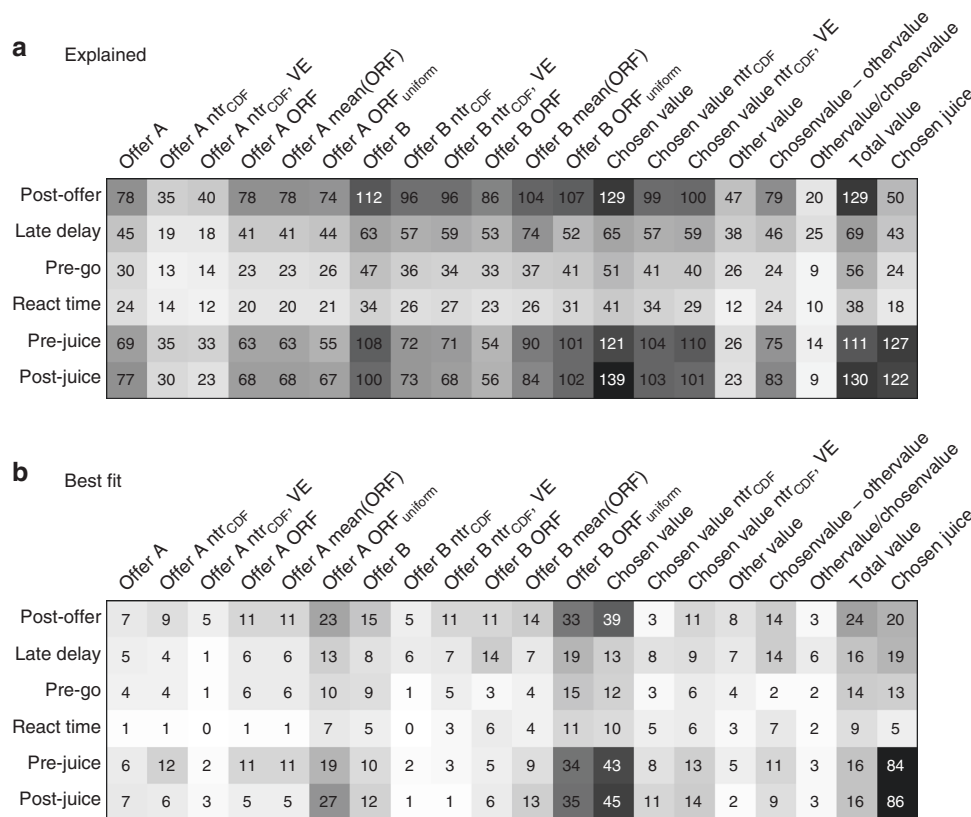 a Explained
Offer A
Offer A ntrCDF
Offer A ntrCDF, VE
Offer A ORF
Offer A mean(ORF)
Offer A ORFuniform
Offer B
Offer B ntrCDF
Offer B ntrCDF, VE
Offer B ORF
Offer B mean(ORF)
Offer B ORFuniform
Chosen value
Chosen value ntrCDF
Chosen value ntrCDF, VE
Other value
Chosenvalue – othervalue
Othervalue/chosenvalue
Total value
Chosen juice
Post-offer 78 35 40 78 78 74 112 96 96 86 104 107 129 99 100 47 79 20 129 50
Late delay 45 19 18 41 41 44 63 57 59 53 74 52 65 57 59 38 46 25 69 43
Pre-go 30 13 14 23 23 26 47 36 34 33 37 41 51 41 40 26 24 9 56 24
React time 24 14 12 20 20 21 34 26 27 23 26 31 41 34 29 12 24 10 38 18
Pre-juice 69 35 33 63 63 55 108 72 71 54 90 101 121 104 110 26 75 14 111 127
Post-juice 77 30 23 68 68 67 100 73 68 56 84 102 139 103 101 23 83 9 130 122
b Best fit
Offer A
Offer A ntrCDF
Offer A ntrCDF, VE
Offer A ORF
Offer A mean(ORF)
Offer A ORFuniform
Offer B
Offer B ntrCDF
Offer B ntrCDF, VE
Offer B ORF
Offer B mean(ORF)
Offer B ORFuniform
Chosen value
Chosen value ntrCDF
Chosen value ntrCDF, VE
Other value
Chosenvalue – othervalue
Othervalue/chosenvalue
Total value
Chosen juice
Post-offer 7 9 5 11 11 23 15 5 11 11 14 33 39 3 11 8 14 3 24 20
Late delay 5 4 1 6 6 13 8 6 7 14 7 19 13 8 9 7 14 6 16 19
Pre-go 4 4 1 6 6 10 9 1 5 3 4 15 12 3 6 4 2 2 14 13
React time 1 1 0 1 1 7 5 0 3 6 4 11 10 5 6 3 7 2 9 5
Pre-juice 6 12 2 11 11 19 10 2 3 5 9 34 43 8 13 5 11 3 16 84
Post-juice 7 6 3 5 5 27 12 1 1 6 13 35 45 11 14 2 9 3 16 86